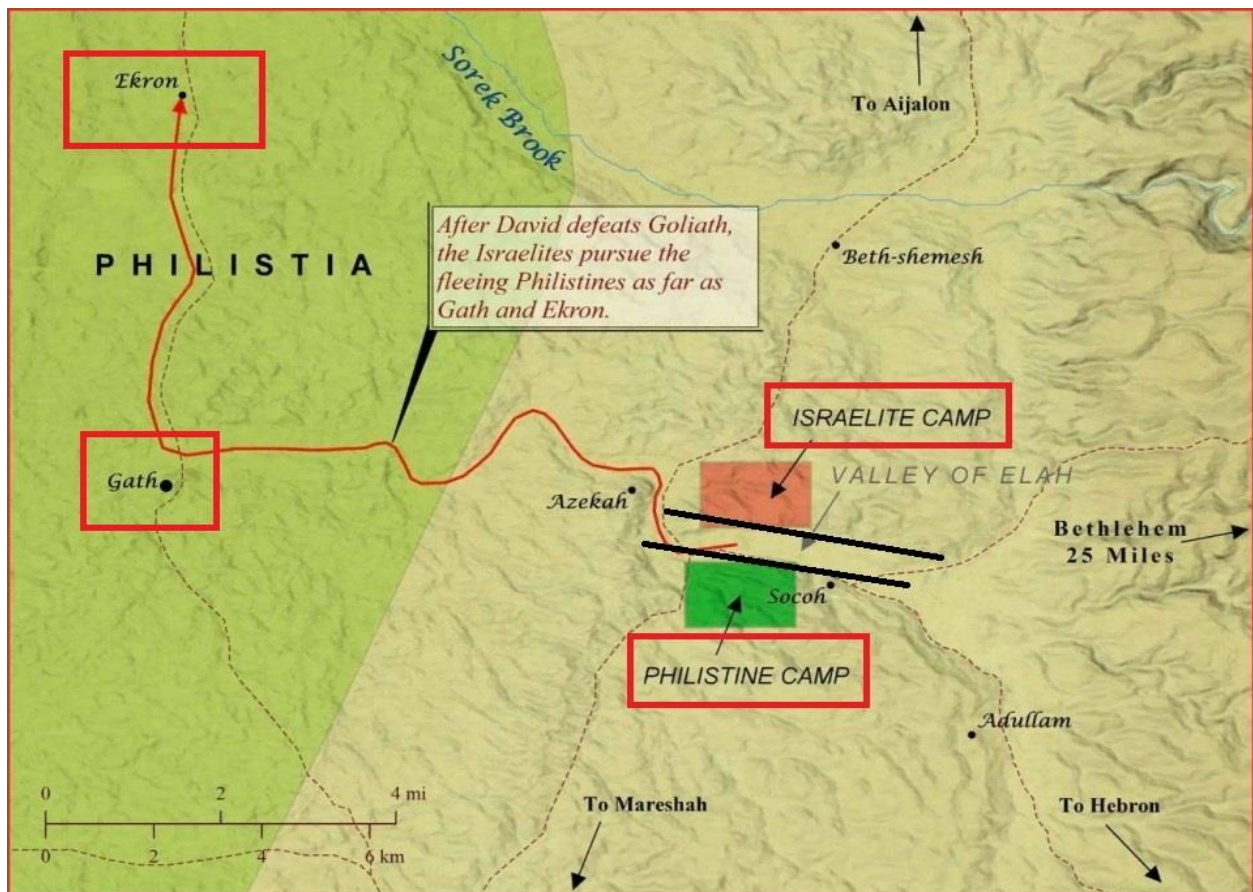 Ekron
Sorek Brook
To Aijalon
After David defeats Goliath,
the Israelites pursue the
fleeing Philistines as far as
Gath and Ekron.
Beth-shemesh
PHILISTIA
ISRAELITE CAMP
VALLEY OF ELAH
Gath
Azekah
Bethlehem
25 Miles
Socoh
PHILISTINE CAMP
Adullam
0 2 4 mi
0 2 4 6 km
To Mareshah
To Hebron